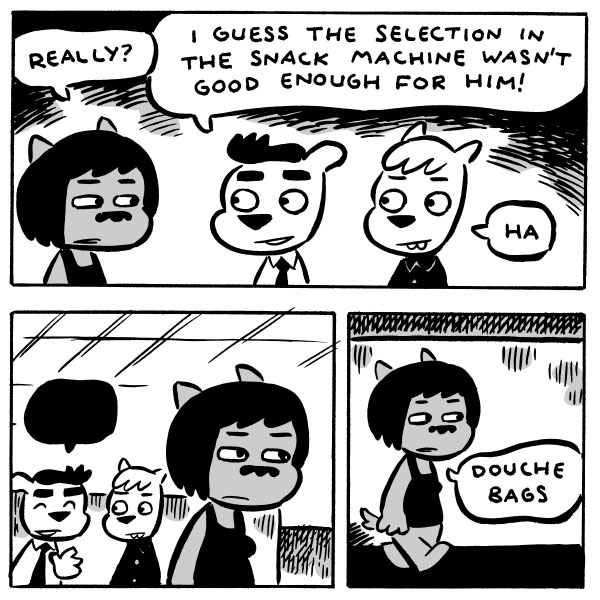 REALLY?
I GUESS THE SELECTION IN
THE SNACK MACHINE WASN'T
GOOD ENOUGH FOR HIM!
HA
DOUCHE
BAGS